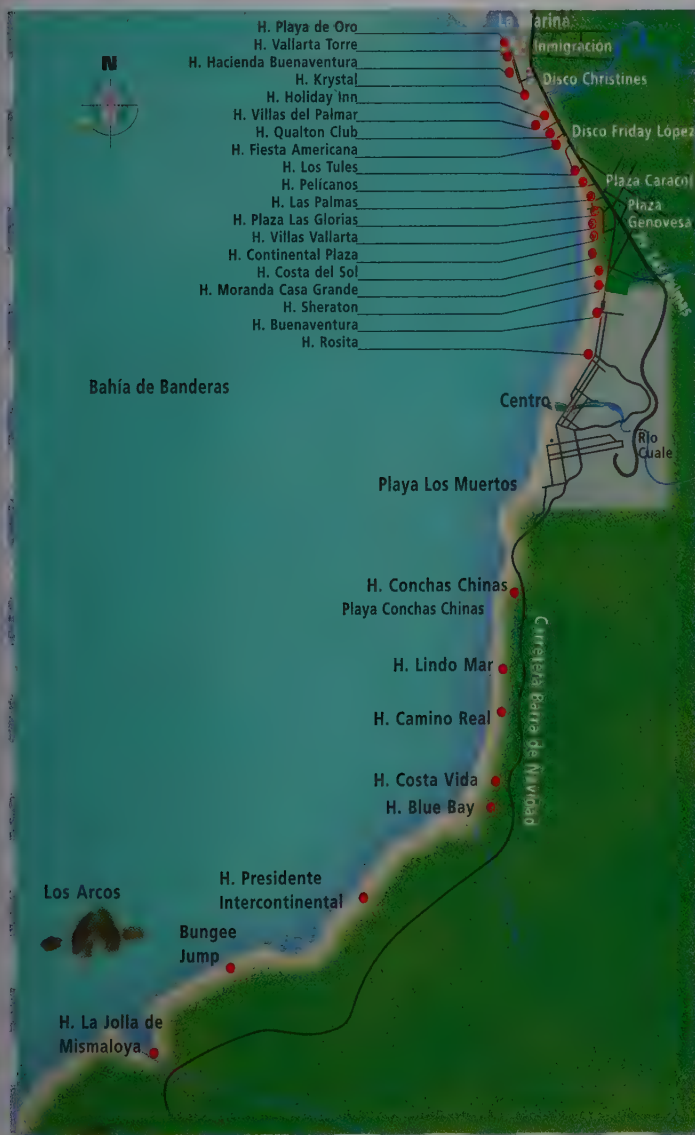 La Marina
H. Playa de Oro
H. Vallarta Torre
Inmigración
H. Hacienda Buenaventura
N
H. Krystal
Disco Christines
H. Holiday Inn
H. Villas del Palmar
H. Qualton Club
Disco Friday López
H. Fiesta Americana
H. Los Tules
H. Pelícanos
Plaza Caracol
H. Las Palmas
Plaza
Genovesa
H. Plaza Las Glorias
H. Villas Vallarta
H. Continental Plaza
H. Costa del Sol
H. Moranda Casa Grande
H. Sheraton
H. Buenaventura
H. Rosita
Bahía de Banderas
Centro
Río
Cuale
Playa Los Muertos
H. Conchas Chinas
Playa Conchas Chinas
Carretera Barra de Navidad
H. Lindo Mar
H. Camino Real
H. Costa Vida
H. Blue Bay
H. Presidente
Intercontinental
Los Arcos
Bungee
Jump
H. La Jolla de
Mismaloya